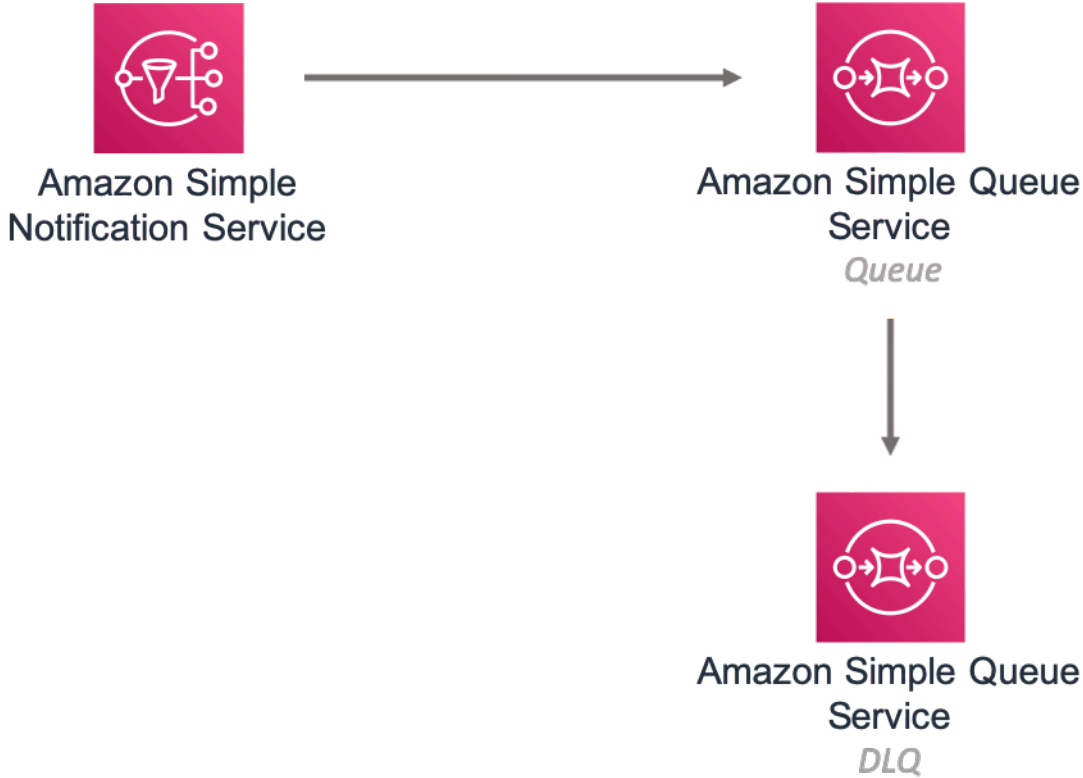 Amazon Simple
Notification Service
Amazon Simple Queue
Service
Queue
Amazon Simple Queue
Service
DLQ